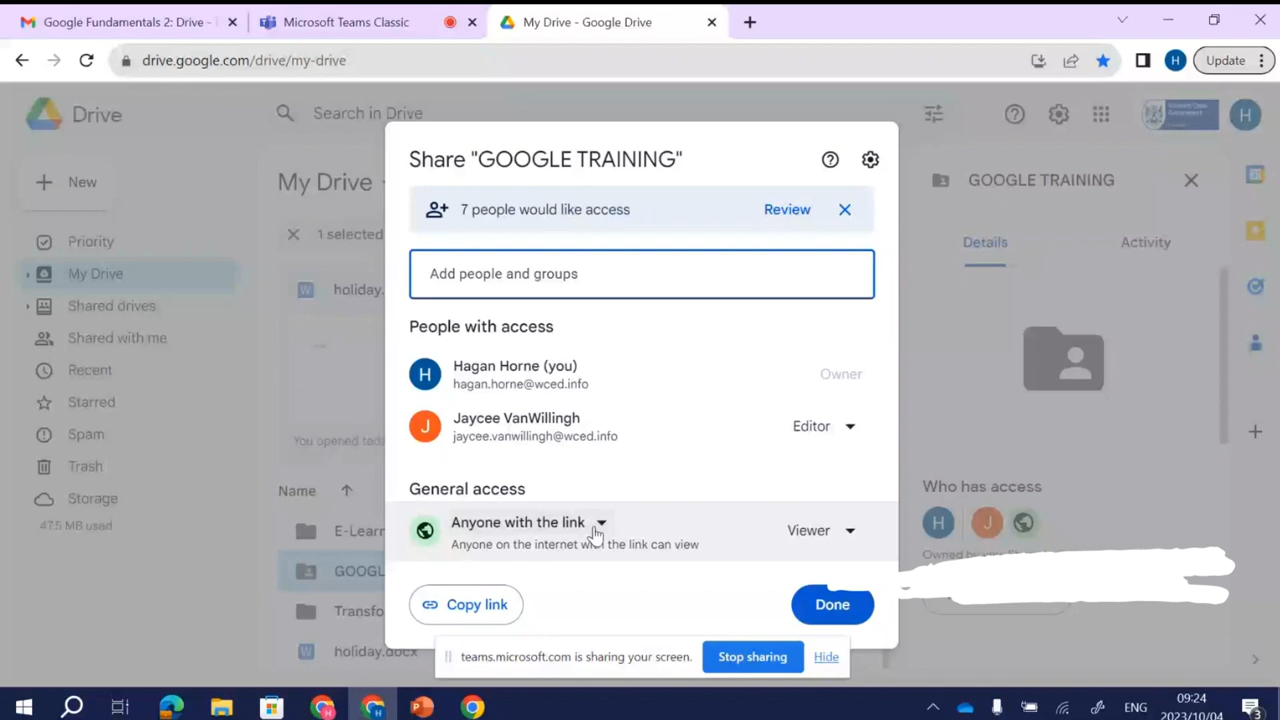 Google Fundamentals 2: Drive -
Microsoft Teams Classic
My Drive - Google Drive
drive.google.com/drive/my-drive
H
Update
Drive
Search in Drive
H
New
My Drive
1 selected
Priority
My Drive
Shared drives
Shared with me
Recent
Starred
Spam
Trash
Storage
47.5 MB used
W holiday.
You opened toda
Name
E-Learn
GOOGL
Transfo
W holiday.docx
Share "GOOGLE TRAINING"
7 people would like access
Review
Add people and groups
People with access
H
Hagan Horne (you)
hagan.horne@wced.info
Owner
J
Jaycee VanWillingh
jaycee.vanwillingh@wced.info
Editor
General access
Anyone with the link
Anyone on the internet with the link can view
Viewer
Copy link
Done
GOOGLE TRAINING
Details
Activity
Who has access
H J
teams.microsoft.com is sharing your screen.
Stop sharing
Hide
ENG
09:24
2023/10/04
3